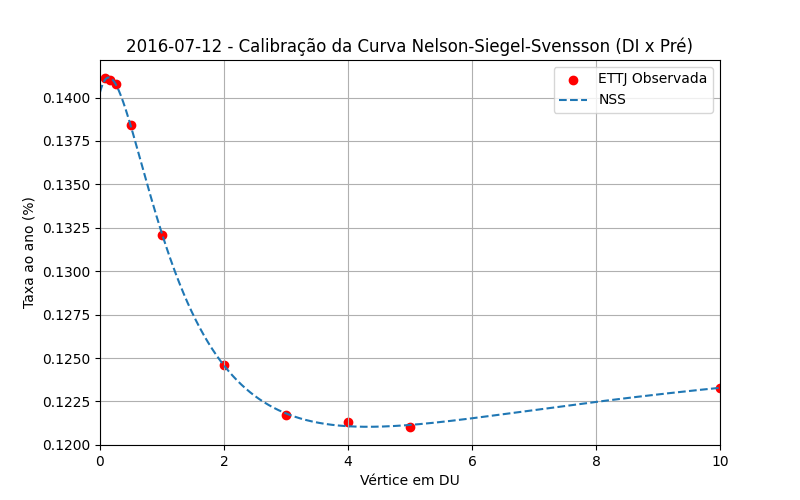 2016-07-12 - Calibração da Curva Nelson-Siegel-Svensson (DI x Pré)
ETTJ Observada
NSS
0.1400
0.1375
0.1350
0.1325
0.1300
0.1275
0.1250
0.1225
0.1200
Taxa ao ano (%)
0 2 4 6 8 10
Vértice em DU